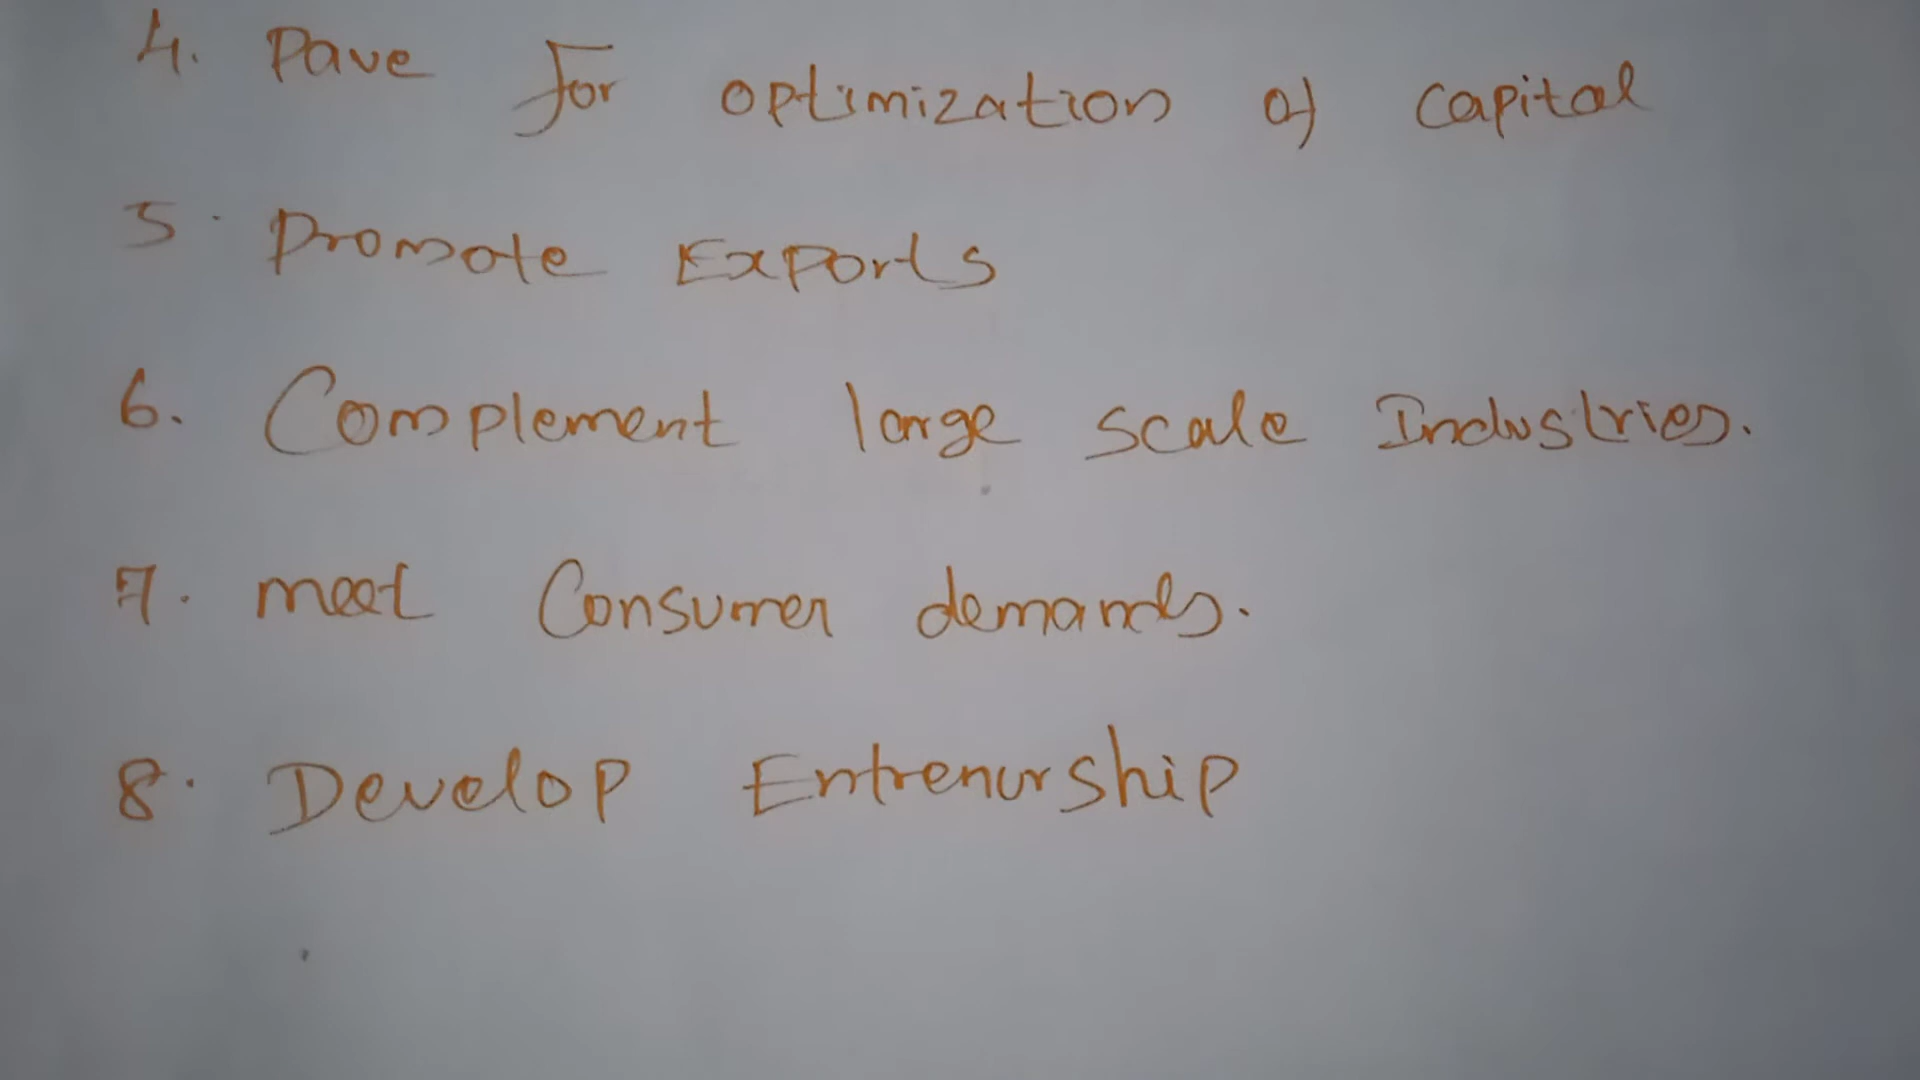 4. Pave for optimization of capital
5. Promote Exports
6. Complement large scale Industries.
7. meet Consumer demands.
8. Develop Entrenurship